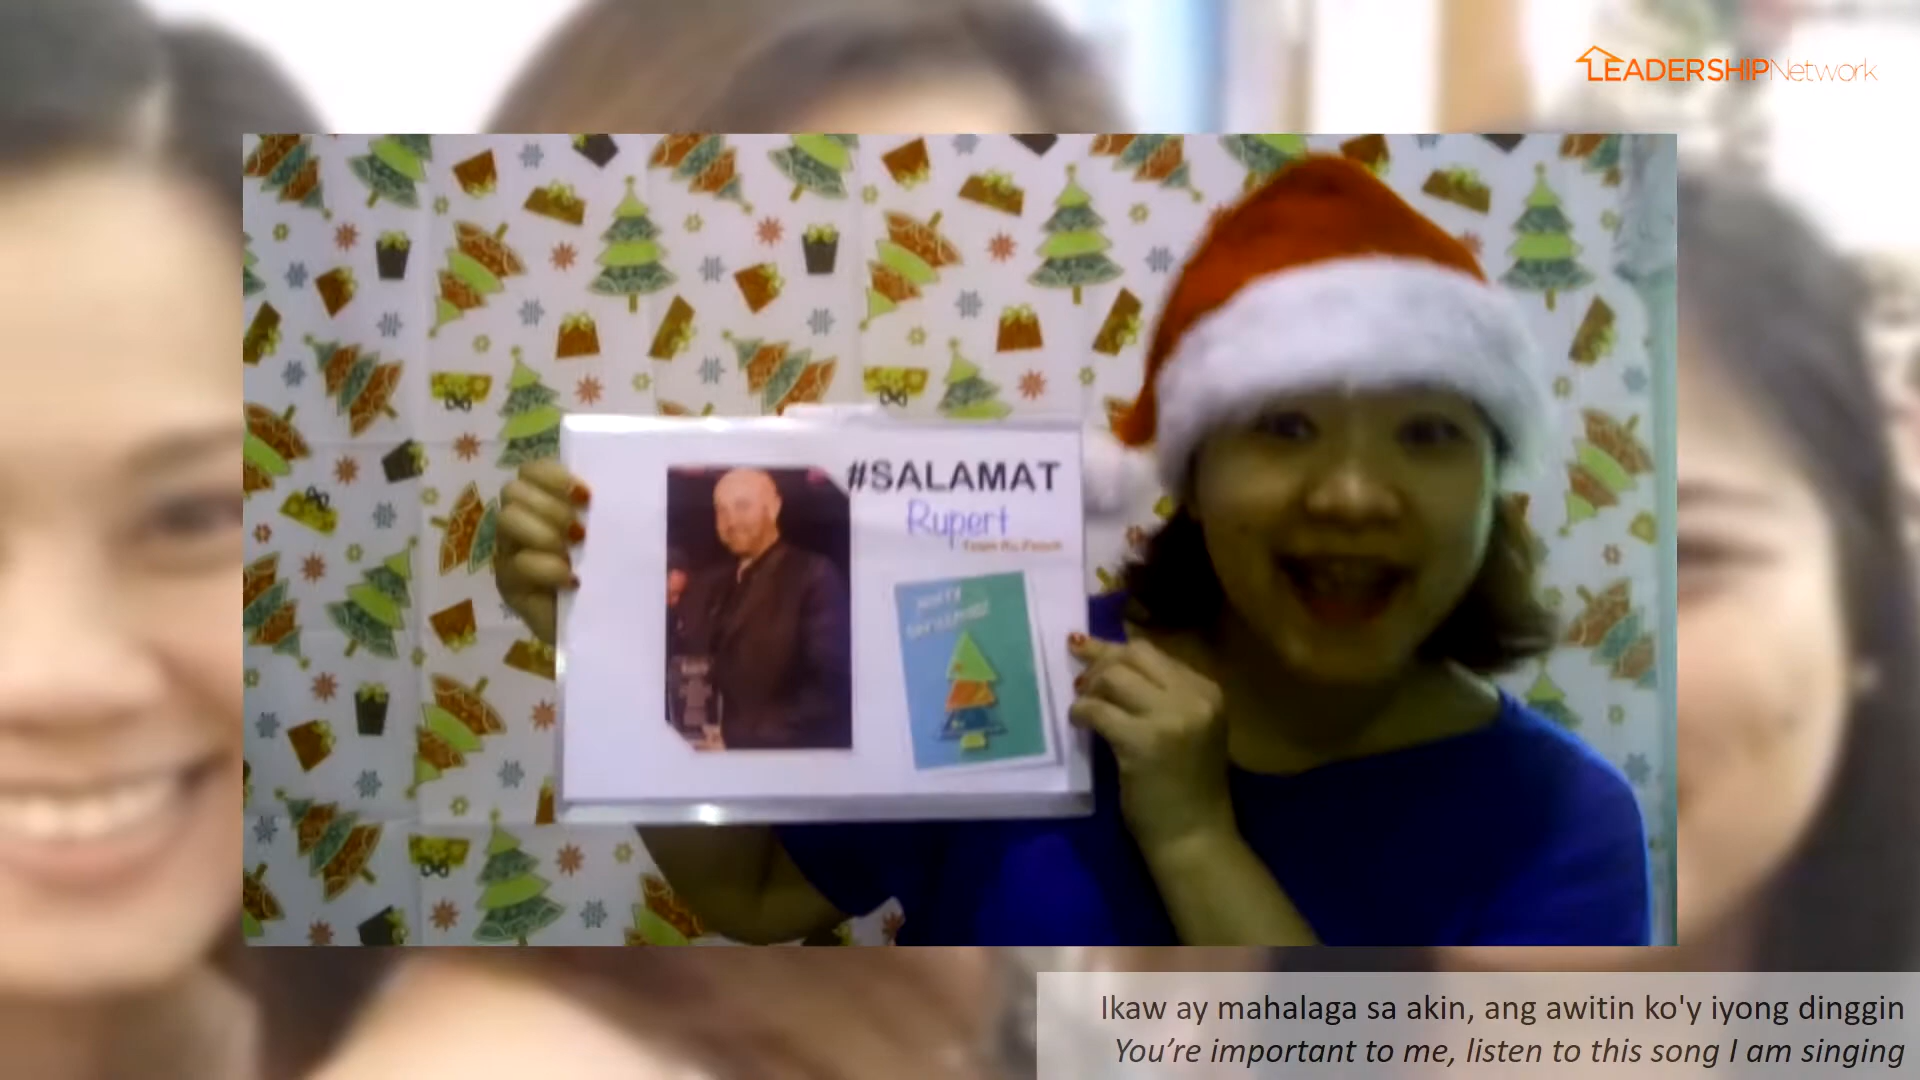 LEADERSHIPNetwork
#SALAMAT
Rupert
Ikaw ay mahalaga sa akin, ang awitin ko'y iyong dinggin
You're important to me, listen to this song I am singing